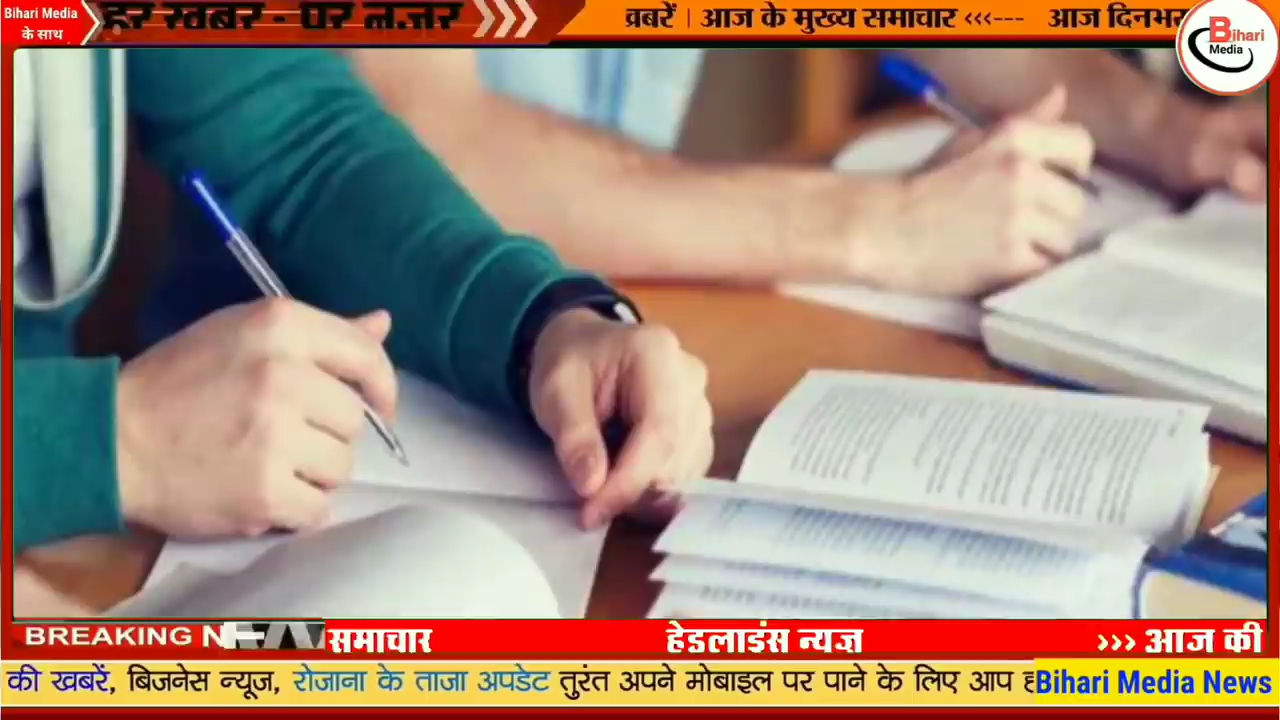 Bihari Media
के साथ
हर खबर - पर नज़र
खबरें | आज के मुख्य समाचार <<<--- आज दिनभर
Bihari
Media
BREAKING N
समाचार हेडलाइंस न्यूज़ >>> आज की
की खबरें, बिजनेस न्यूज, रोजाना के ताजा अपडेट तुरंत अपने मोबाइल पर पाने के लिए आप
Bihari Media News